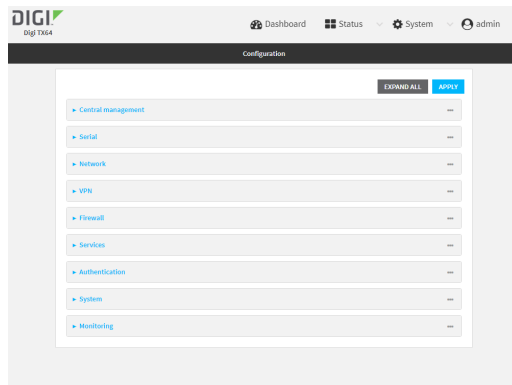 DIGI
Digi TX64
Dashboard Status System admin
Configuration
EXPAND ALL APPLY
Central management
Serial
Network
VPN
Firewall
Services
Authentication
System
Monitoring